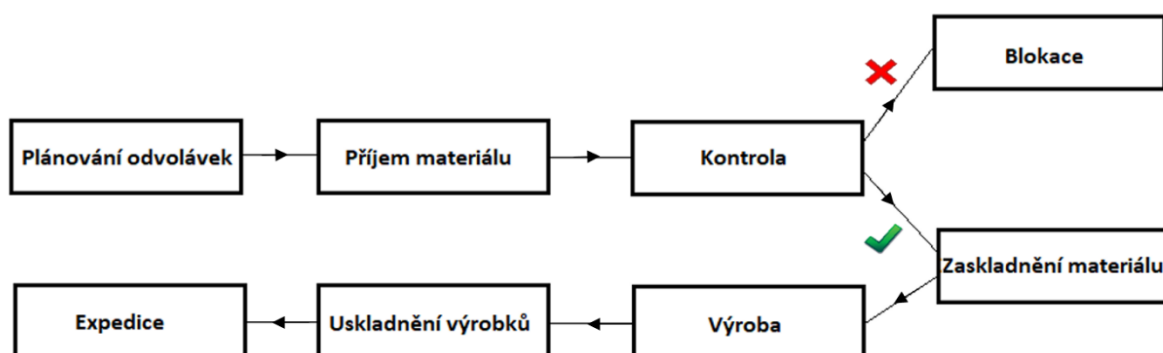 Blokace
Plánování odvolávek
Příjem materiálu
Kontrola
Zaskladnění materiálu
Expedice
Uskladnění výrobků
Výroba